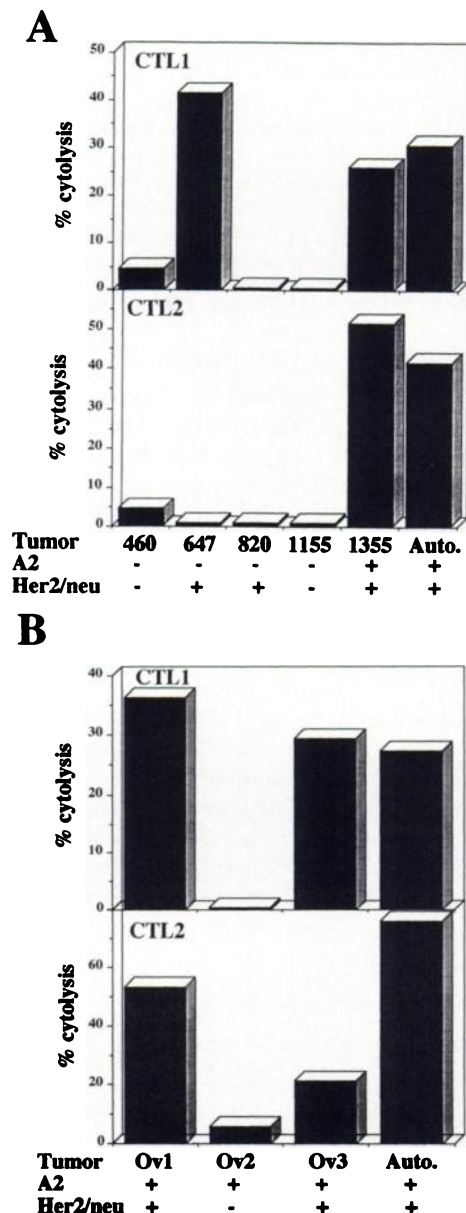 A
CTL1
50
40
30
20
10
0
% cytolysis
CTL2
50
40
30
20
10
0
% cytolysis
Tumor 460 647 820 1155 1355 Auto.
A2 - - - - + +
Her2/neu - + + - + +
B
CTL1
40
30
20
10
0
% cytolysis
CTL2
60
40
20
0
% cytolysis
Tumor Ov1 Ov2 Ov3 Auto.
A2 + + + +
Her2/neu + - + +